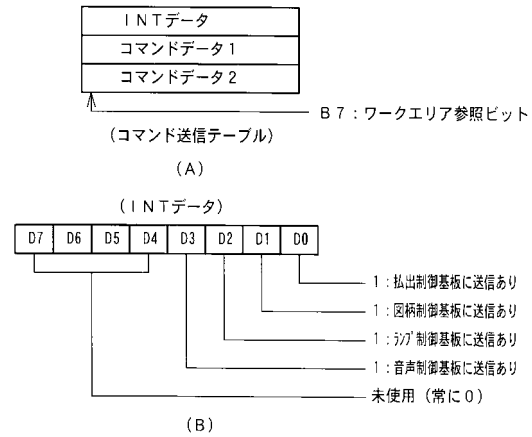 INTデータ
コマンドデータ1
コマンドデータ2
B7:ワークエリア参照ビット
(コマンド送信テーブル)
(A)
(INTデータ)
D7 D6 D5 D4 D3 D2 D1 D0
1:払出制御基板に送信あり
1:図柄制御基板に送信あり
1:ランプ制御基板に送信あり
1:音声制御基板に送信あり
未使用(常に0)
(B)